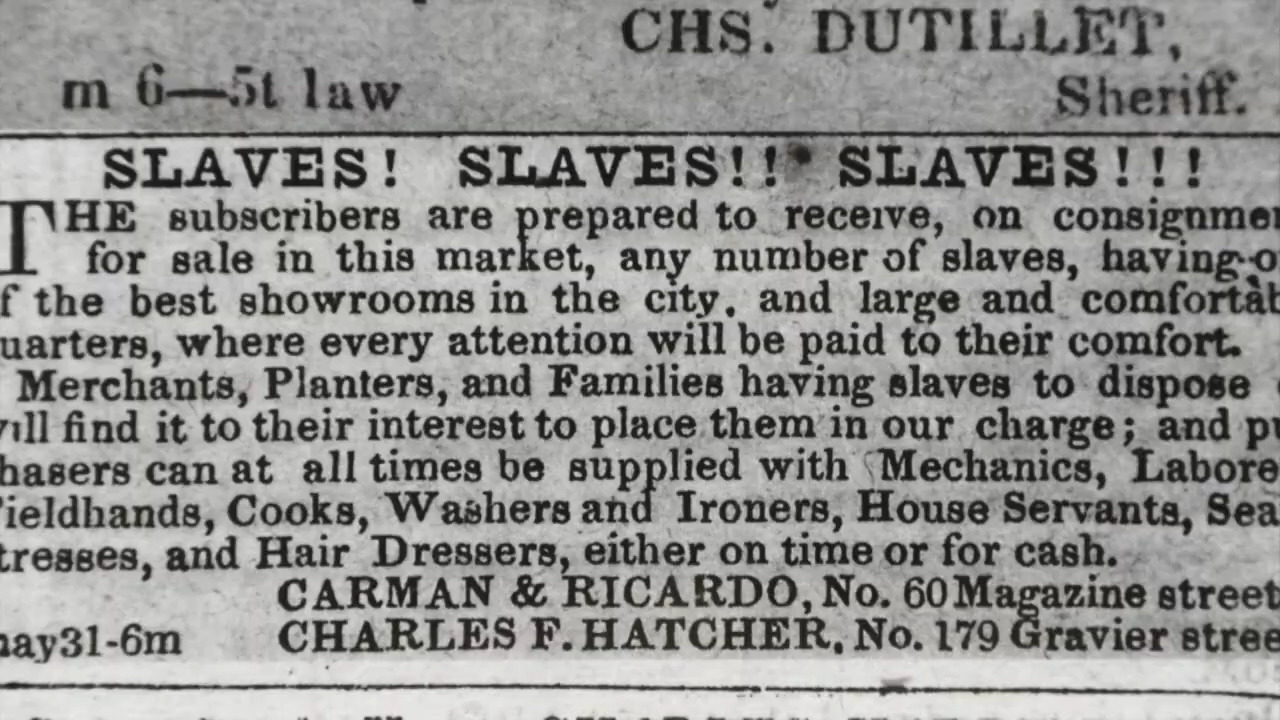 CHS. DUTILLET,
m 6—5t law Sheriff.
SLAVES! SLAVES!! SLAVES!!!
THE subscribers are prepared to receive, on consignme
for sale in this market, any number of slaves, having o
f the best showrooms in the city, and large and comfortab
uarters, where every attention will be paid to their comfort.
Merchants, Planters, and Families having slaves to dispose
ill find it to their interest to place them in our charge; and pu
hasers can at all times be supplied with Mechanics, Labore
ieldhands, Cooks, Washers and Ironers, House Servants, Sea
tresses, and Hair Dressers, either on time or for cash.
CARMAN & RICARDO, No. 60 Magazine street
may31-6m CHARLES F. HATCHER, No. 179 Gravier stree